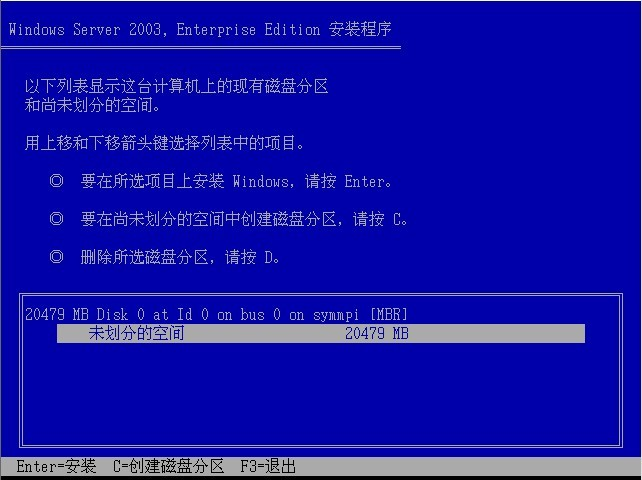 Windows Server 2003, Enterprise Edition 安装程序
以下列表显示这台计算机上的现有磁盘分区
和尚未划分的空间。
用上移和下移箭头键选择列表中的项目。
◎ 要在所选项目上安装 Windows，请按 Enter。
◎ 要在尚未划分的空间中创建磁盘分区，请按 C。
◎ 删除所选磁盘分区，请按 D。
20479 MB Disk 0 at Id 0 on bus 0 on symmpi [MBR]
未划分的空间 20479 MB
Enter=安装 C=创建磁盘分区 F3=退出